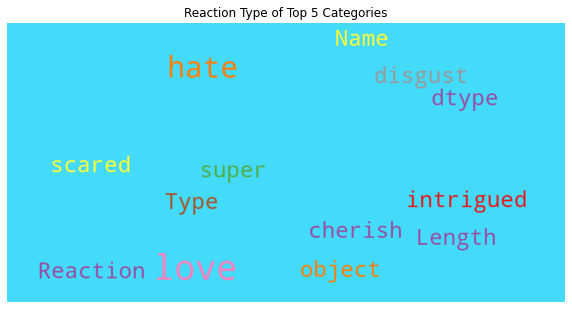 Reaction Type of Top 5 Categories
Name
hate
disgust
dtype
scared
super
Type
intrigued
cherish
Length
Reaction
love
object